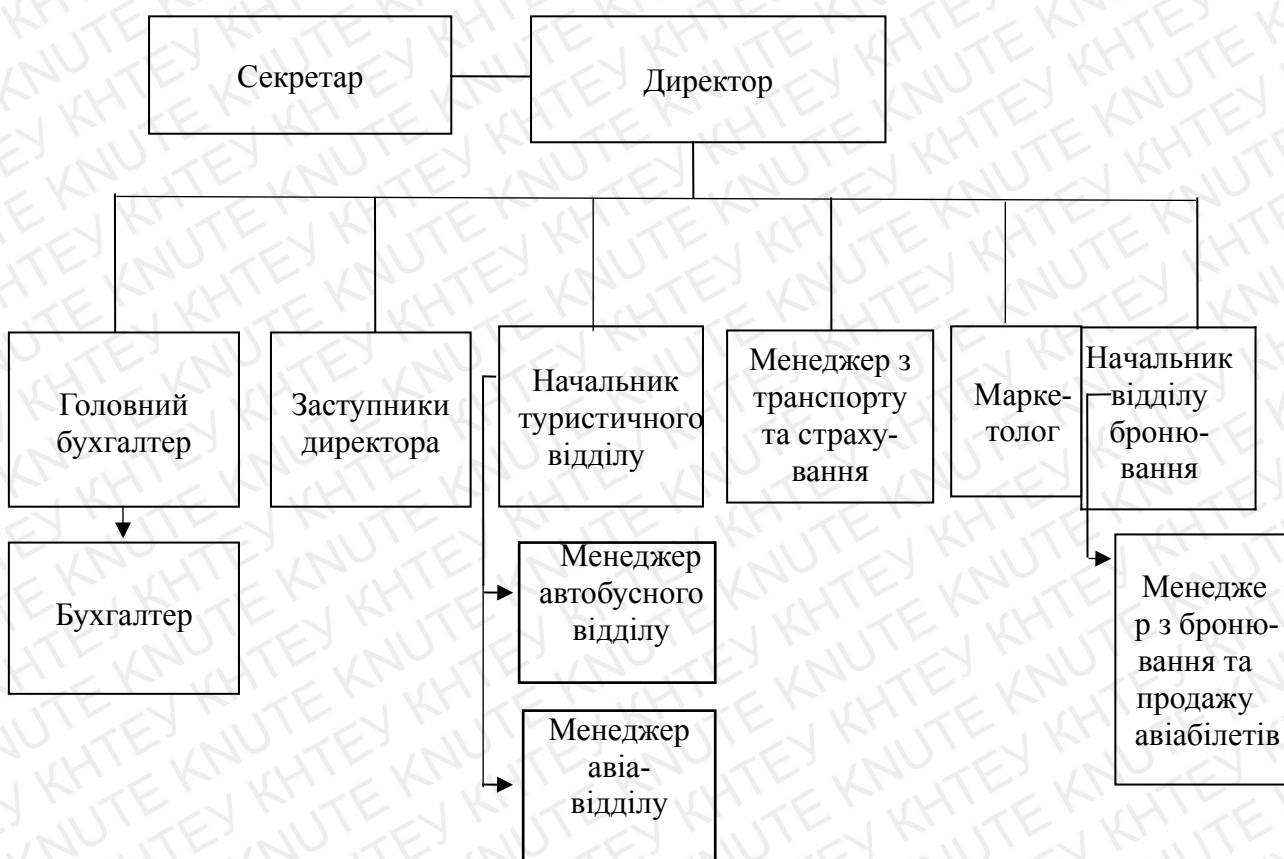 Секретар
Директор
Головний
бухгалтер
Заступники
директора
Начальник
туристичного
відділу
Менеджер з
транспорту
та страху-
вання
Марке-
толог
Начальник
відділу
броню-
вання
Бухгалтер
Менеджер
автобусного
відділу
Менеджер
авіа-
відділу
Менедже
р з броню-
вання та
продажу
авіабілетів